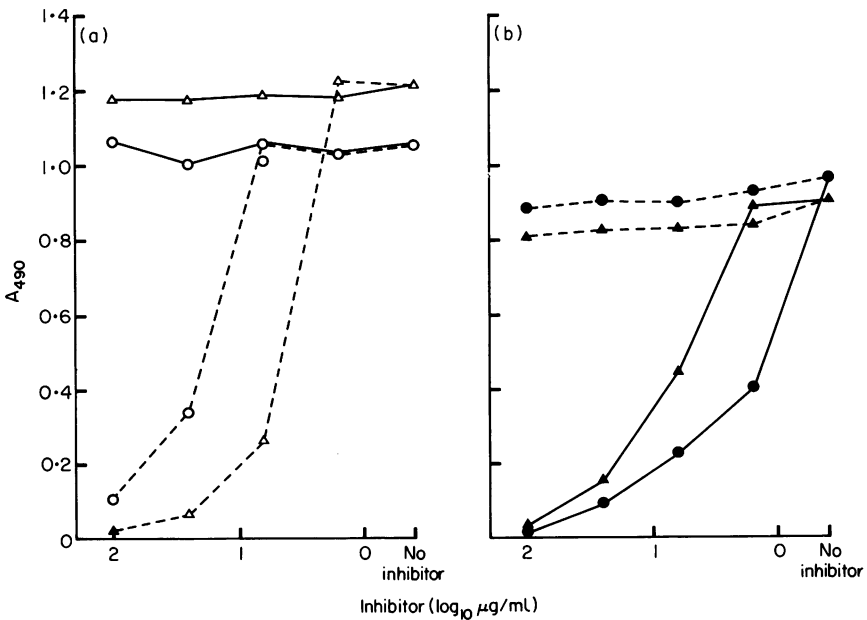 (a)
(b)
1·4
1·2
1·0
0·8
0·6
0·4
0·2
0
A490
2
1
0
No
inhibitor
2
1
0
No
inhibitor
Inhibitor (log10 μg/ml)